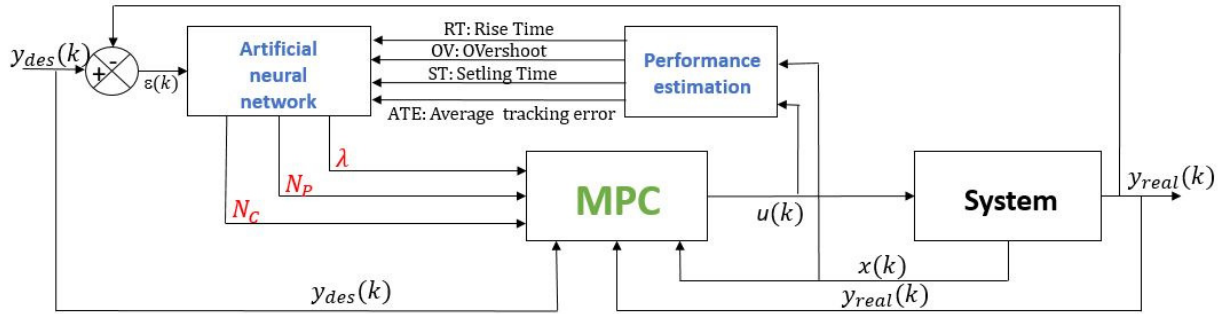 y_des(k)
+
-
ε(k)
Artificial
neural
network
RT: Rise Time
OV: OVershoot
ST: Setling Time
ATE: Average tracking error
Performance
estimation
λ
N_P
N_C
MPC
u(k)
System
y_real(k)
x(k)
y_des(k)
y_real(k)